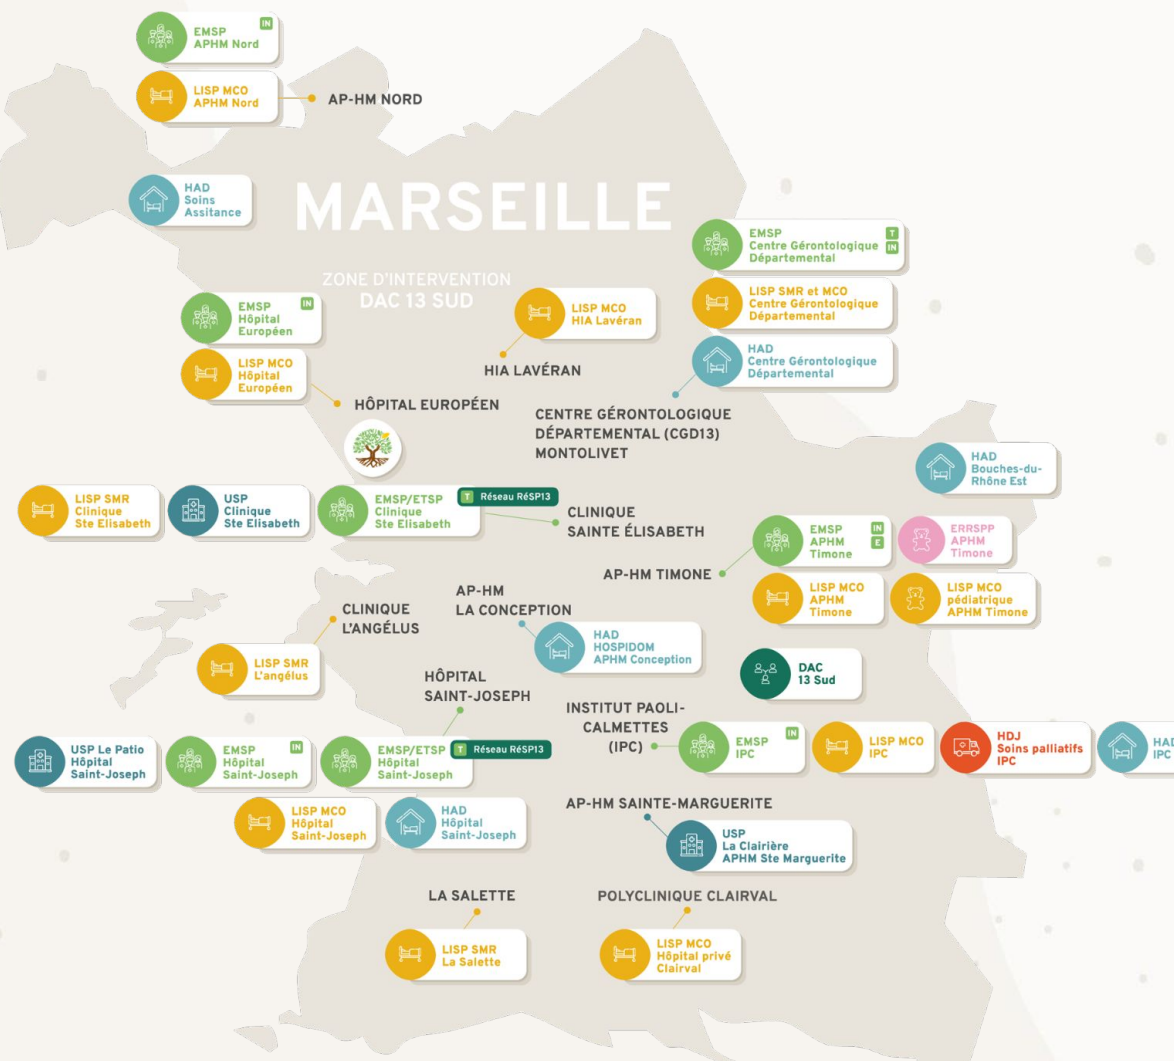 EMSP
APHM Nord
IN
LISP MCO
APHM Nord
AP-HM NORD
HAD
Soins
Assitance
MARSEILLE
ZONE D'INTERVENTION
DAC 13 SUD
EMSP
Centre Gérontologique
Départemental
T
IN
LISP SMR et MCO
Centre Gérontologique
Départemental
HAD
Centre Gérontologique
Départemental
EMSP
Hôpital
Européen
IN
LISP MCO
Hôpital
Européen
LISP MCO
HIA Lavéran
HIA LAVÉRAN
HÔPITAL EUROPÉEN
CENTRE GÉRONTOLOGIQUE
DÉPARTEMENTAL (CGD13)
MONTOLIVET
HAD
Bouches-du-
Rhône Est
LISP SMR
Clinique
Ste Elisabeth
USP
Clinique
Ste Elisabeth
EMSP/ETSP
Clinique
Ste Elisabeth
T Réseau RéSP13
CLINIQUE
SAINTE ÉLISABETH
EMSP
APHM
Timone
IN
E
ERRSPP
APHM
Timone
AP-HM TIMONE
LISP MCO
APHM
Timone
LISP MCO
pédiatrique
APHM Timone
CLINIQUE
L'ANGÉLUS
AP-HM
LA CONCEPTION
HAD
HOSPIDOM
APHM Conception
LISP SMR
L'angélus
DAC
13 Sud
HÔPITAL
SAINT-JOSEPH
INSTITUT PAOLI-
CALMETTES
(IPC)
USP Le Patio
Hôpital
Saint-Joseph
EMSP
Hôpital
Saint-Joseph
IN
EMSP/ETSP
Hôpital
Saint-Joseph
T Réseau RéSP13
EMSP
IPC
IN
LISP MCO
IPC
HDJ
Soins palliatifs
IPC
HAD
IPC
LISP MCO
Hôpital
Saint-Joseph
HAD
Hôpital
Saint-Joseph
AP-HM SAINTE-MARGUERITE
USP
La Clairière
APHM Ste Marguerite
LA SALETTE
LISP SMR
La Salette
POLYCLINIQUE CLAIRVAL
LISP MCO
Hôpital privé
Clairval